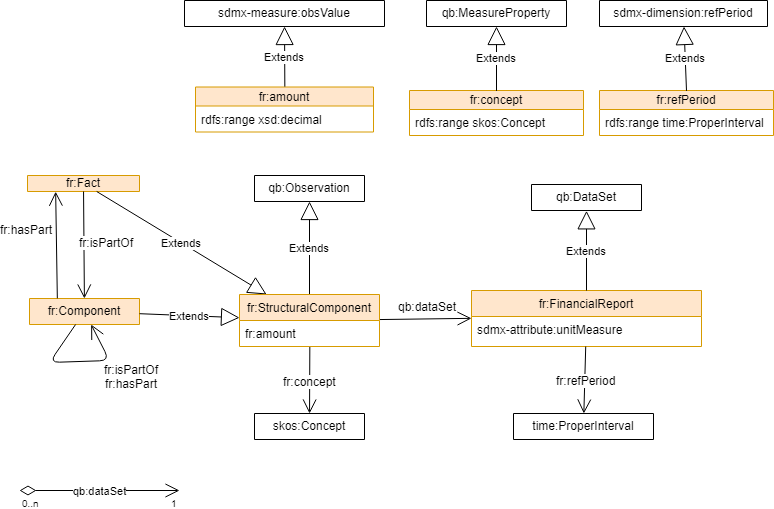 sdmx-measure:obsValue
qb:MeasureProperty
sdmx-dimension:refPeriod
Extends
Extends
Extends
fr:amount
rdfs:range xsd:decimal
fr:concept
rdfs:range skos:Concept
fr:refPeriod
rdfs:range time:ProperInterval
fr:Fact
qb:Observation
qb:DataSet
fr:hasPart
fr:isPartOf
Extends
Extends
Extends
fr:Component
Extends
fr:StructuralComponent
fr:amount
qb:dataSet
fr:FinancialReport
sdmx-attribute:unitMeasure
fr:isPartOf
fr:hasPart
fr:concept
fr:refPeriod
skos:Concept
time:ProperInterval
qb:dataSet
0..n
1